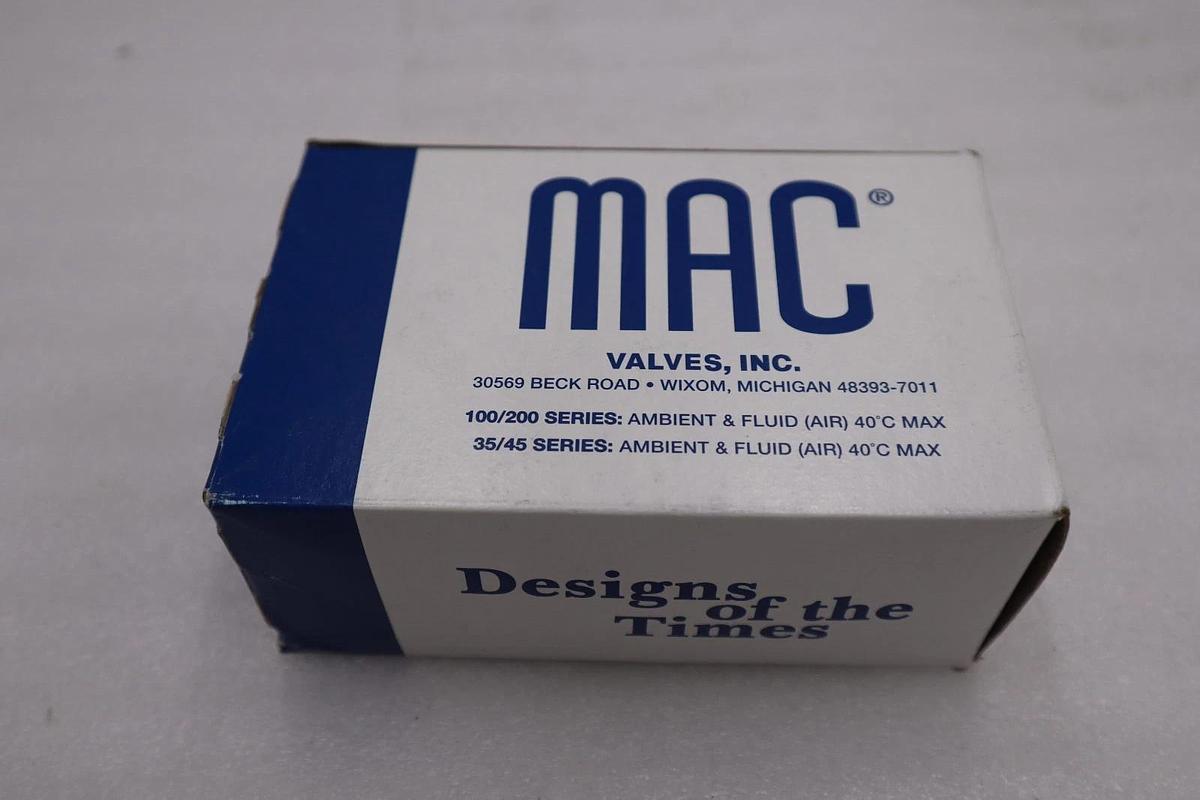 MAC®
VALVES, INC.
30569 BECK ROAD • WIXOM, MICHIGAN 48393-7011
100/200 SERIES: AMBIENT & FLUID (AIR) 40°C MAX
35/45 SERIES: AMBIENT & FLUID (AIR) 40°C MAX
Designs
of the
Times